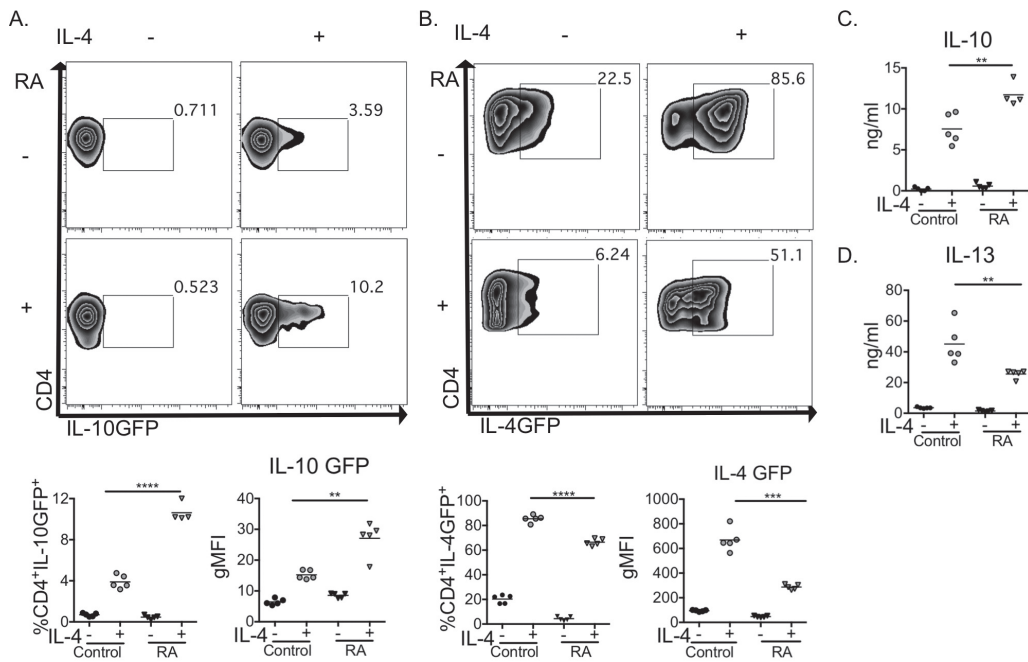 A.
IL-4 - +
RA
-
0.711
3.59
+
0.523
10.2
CD4
IL-10GFP
%CD4+IL-10GFP+
12
8
4
0
****
IL-4 - + - +
Control RA
IL-10 GFP
gMFI
40
30
20
10
0
**
IL-4 - + - +
Control RA
B.
IL-4 - +
RA
-
22.5
85.6
+
6.24
51.1
CD4
IL-4GFP
%CD4+IL-4GFP+
100
80
60
40
20
0
****
IL-4 - + - +
Control RA
IL-4 GFP
gMFI
1000
800
600
400
200
0
***
IL-4 - + - +
Control RA
C.
IL-10
ng/ml
15
10
5
0
**
IL-4 - + - +
Control RA
D.
IL-13
ng/ml
80
60
40
20
0
**
IL-4 - + - +
Control RA